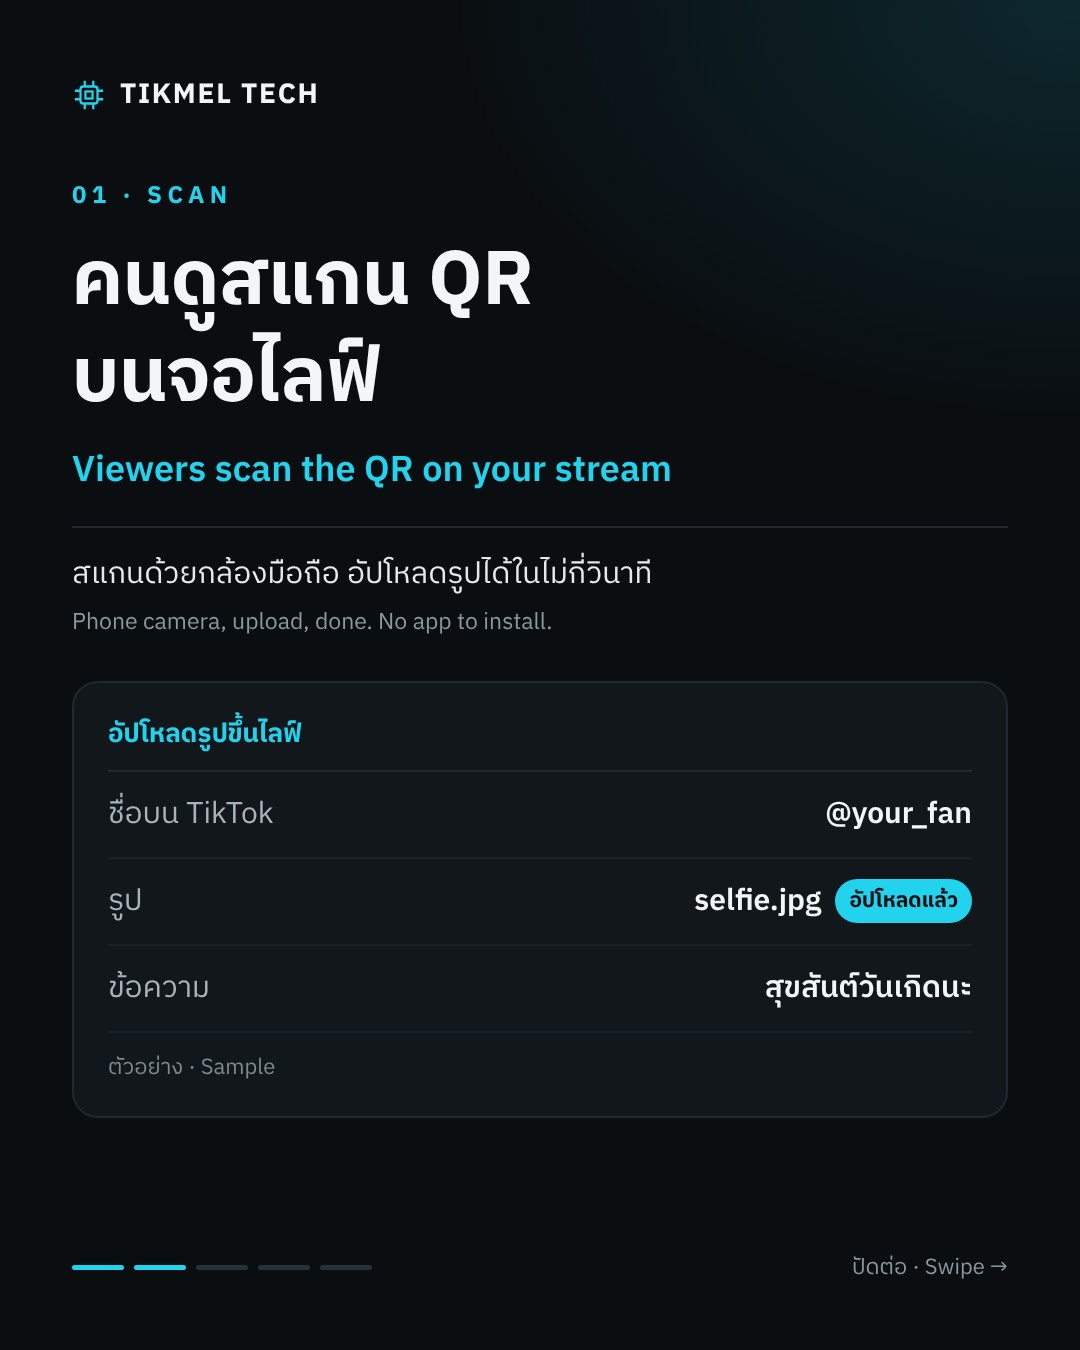 TIKMEL TECH
01 · SCAN
คนดูสแกน QR
บนจอไลฟ์
Viewers scan the QR on your stream
สแกนด้วยกล้องมือถือ อัปโหลดรูปได้ในไม่กี่วินาที
Phone camera, upload, done. No app to install.
อัปโหลดรูปขึ้นไลฟ์
ชื่อบน TikTok @your_fan
รูป selfie.jpg อัปโหลดแล้ว
ข้อความ สุขสันต์วันเกิดนะ
ตัวอย่าง · Sample
ปัดต่อ · Swipe →